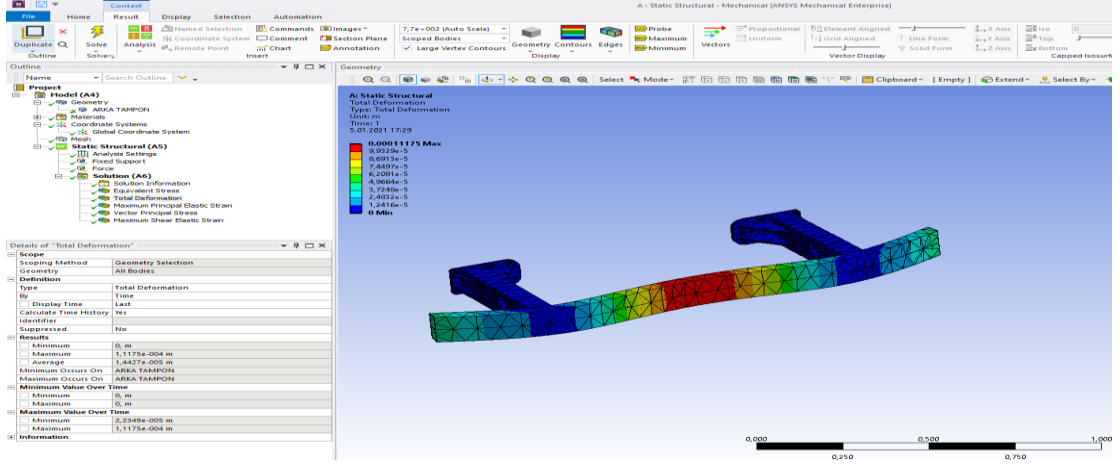 Context
A : Static Structural - Mechanical [ANSYS Mechanical Enterprise]
File Home Result Display Selection Automation
Duplicate
Outline
Solve
Solver
Analysis
Named Selection
Coordinate System
Remote Point
Commands
Comment
Chart
Images
Section Plane
Annotation
Insert
7,7e+002 (Auto Scale)
Scoped Bodies
Large Vertex Contours
Geometry Contours Edges
Probe
Maximum
Minimum
Display
Vectors
Proportional
Uniform
Element Aligned
Grid Aligned
Line Form
Solid Form
X Axis
Y Axis
Z Axis
Vector Display
Iso
Top
Bottom
0
Capped Isosurf
Outline
Name Search Outline
Project
Model (A4)
Geometry
ARKA TAMPON
Materials
Coordinate Systems
Global Coordinate System
Mesh
Static Structural (A5)
Analysis Settings
Fixed Support
Force
Solution (A6)
Solution Information
Equivalent Stress
Total Deformation
Maximum Principal Elastic Strain
Vector Principal Stress
Maximum Shear Elastic Strain
Details of "Total Deformation"
Scope
Scoping Method Geometry Selection
Geometry All Bodies
Definition
Type Total Deformation
By Time
Display Time Last
Calculate Time History Yes
Identifier
Suppressed No
Results
Minimum 0, m
Maximum 1,1175e-004 m
Average 1,4427e-005 m
Minimum Occurs On ARKA TAMPON
Maximum Occurs On ARKA TAMPON
Minimum Value Over Time
Minimum 0, m
Maximum 0, m
Maximum Value Over Time
Minimum 2,2349e-005 m
Maximum 1,1175e-004 m
Information
Geometry
Select Mode Clipboard [ Empty ] Extend Select By
A: Static Structural
Total Deformation
Type: Total Deformation
Unit: m
Time: 1
5.01.2021 17:29
0,00011175 Max
9,9329e-5
8,6913e-5
7,4497e-5
6,2081e-5
4,9664e-5
3,7248e-5
2,4832e-5
1,2416e-5
0 Min
0,000 0,500 1,000
0,250 0,750